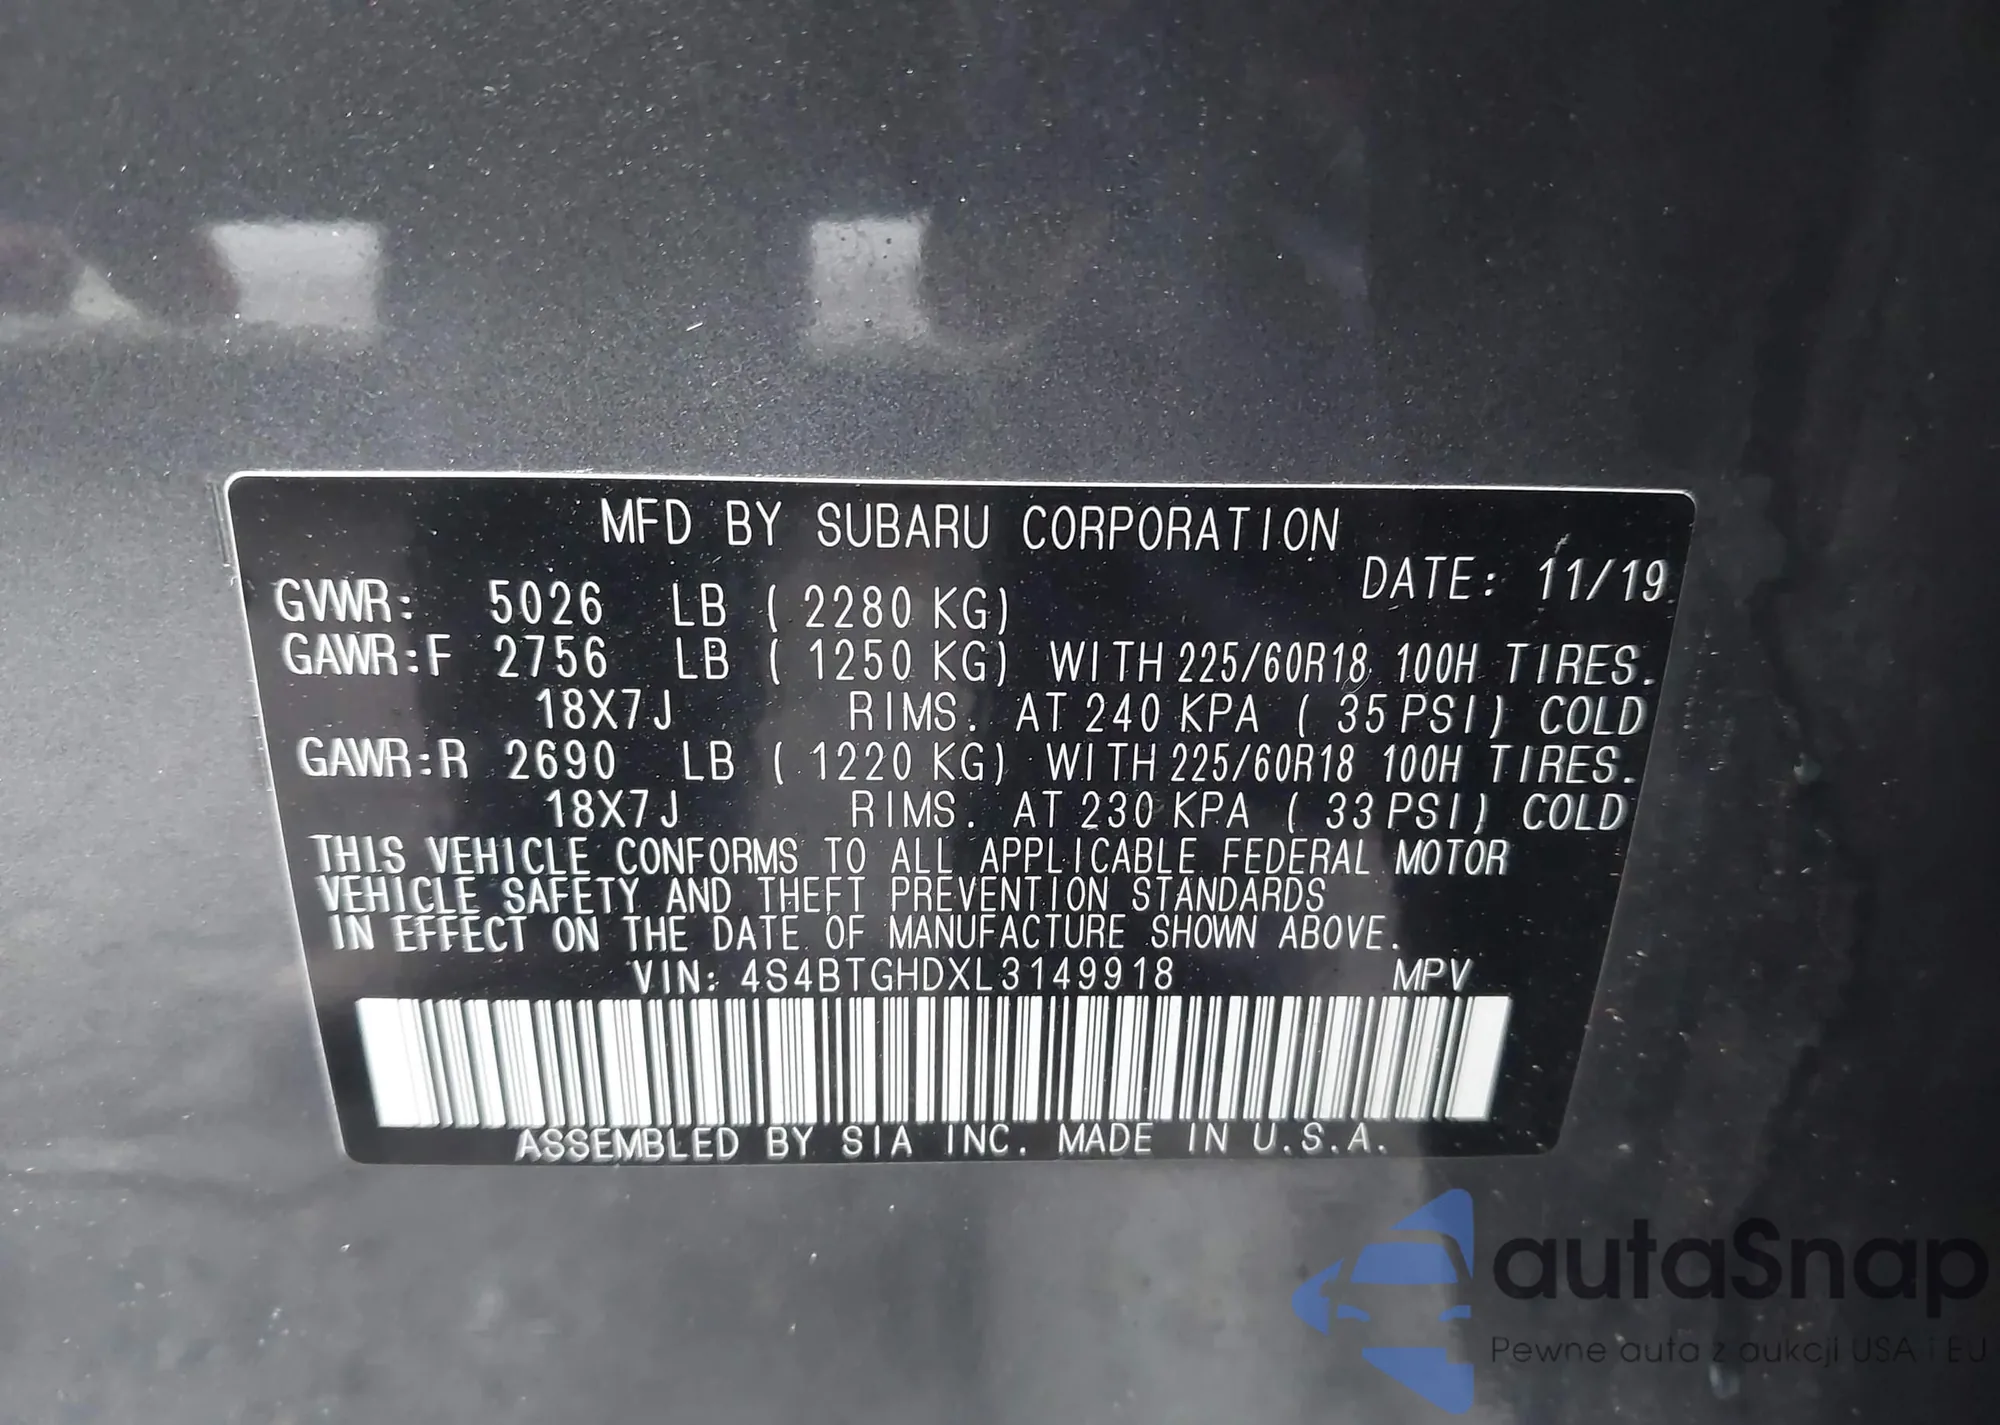 MFD BY SUBARU CORPORATION
DATE: 11/19
GVWR: 5026 LB ( 2280 KG)
GAWR:F 2756 LB ( 1250 KG) WITH 225/60R18 100H TIRES.
18X7J RIMS. AT 240 KPA ( 35 PSI) COLD
GAWR:R 2690 LB ( 1220 KG) WITH 225/60R18 100H TIRES.
18X7J RIMS. AT 230 KPA ( 33 PSI) COLD
THIS VEHICLE CONFORMS TO ALL APPLICABLE FEDERAL MOTOR
VEHICLE SAFETY AND THEFT PREVENTION STANDARDS
IN EFFECT ON THE DATE OF MANUFACTURE SHOWN ABOVE.
VIN: 4S4BTGHDXL3149918 MPV
ASSEMBLED BY SIA INC. MADE IN U.S.A.
autaSnap
Pewne auta z aukcji USA i EU